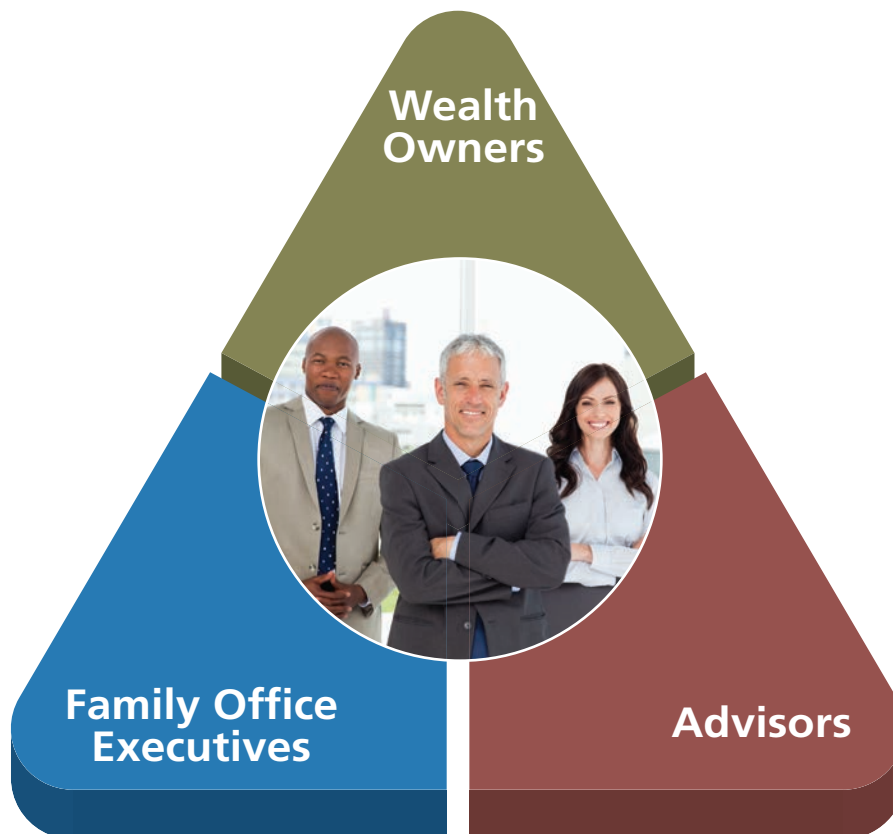 Wealth
Owners
Family Office
Executives
Advisors